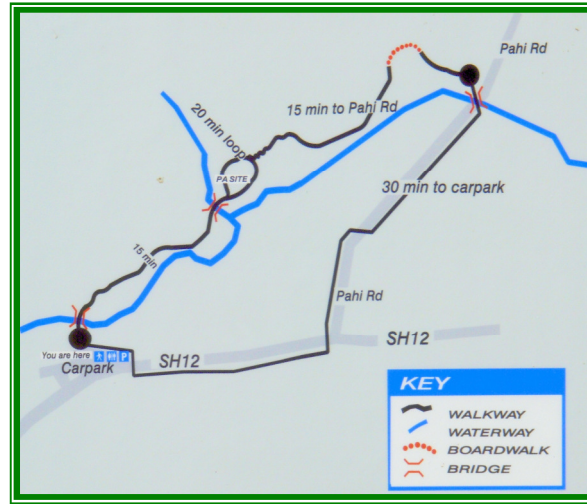 Pahi Rd
15 min to Pahi Rd
20 min loop
PA SITE
30 min to carpark
15 min
Pahi Rd
You are here
P
Carpark
SH12
SH12
KEY
WALKWAY
WATERWAY
BOARDWALK
BRIDGE